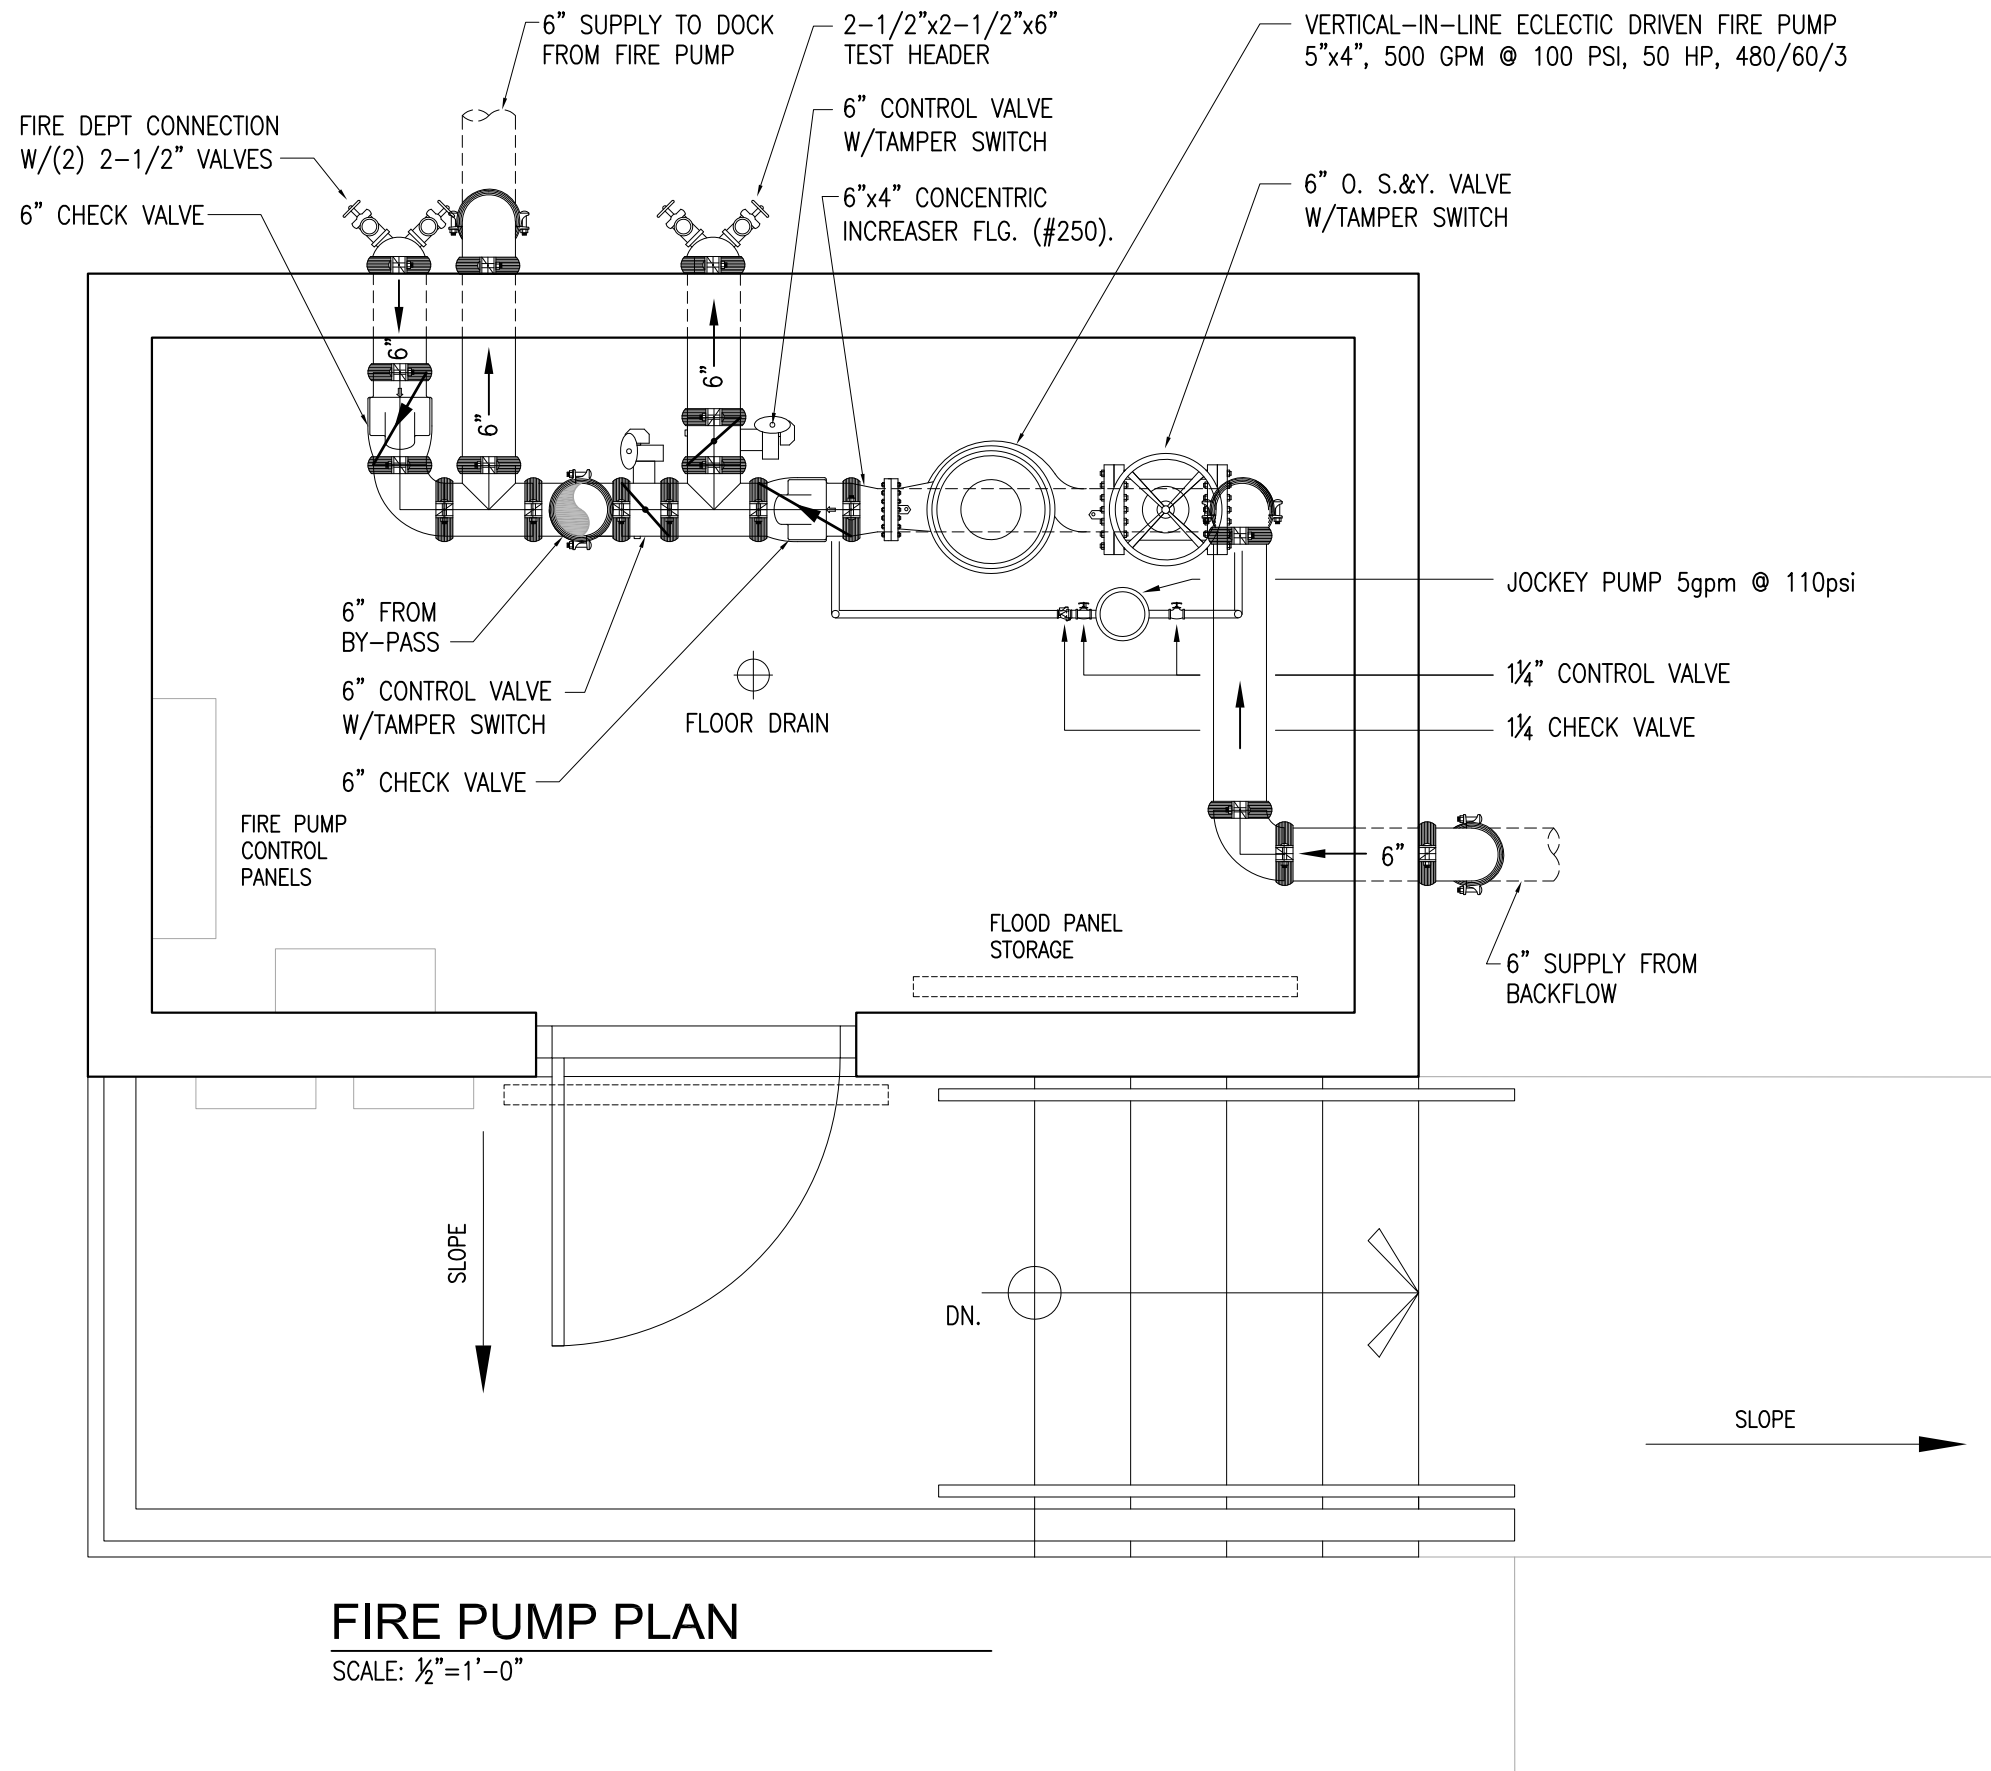 6” SUPPLY TO DOCK
FROM FIRE PUMP
2-1/2”x2-1/2”x6”
TEST HEADER
VERTICAL-IN-LINE ECLECTIC DRIVEN FIRE PUMP
5”x4”, 500 GPM @ 100 PSI, 50 HP, 480/60/3
FIRE DEPT CONNECTION
W/(2) 2-1/2” VALVES
6” CHECK VALVE
6” CONTROL VALVE
W/TAMPER SWITCH
6”x4” CONCENTRIC
INCREASER FLG. (#250).
6” O. S.&Y. VALVE
W/TAMPER SWITCH
6”
6”
6”
JOCKEY PUMP 5gpm @ 110psi
6” FROM
BY-PASS
6” CONTROL VALVE
W/TAMPER SWITCH
6” CHECK VALVE
FLOOR DRAIN
1¼” CONTROL VALVE
1¼ CHECK VALVE
FIRE PUMP
CONTROL
PANELS
6”
FLOOD PANEL
STORAGE
6” SUPPLY FROM
BACKFLOW
SLOPE
DN.
SLOPE
FIRE PUMP PLAN
SCALE: ½”=1’-0”